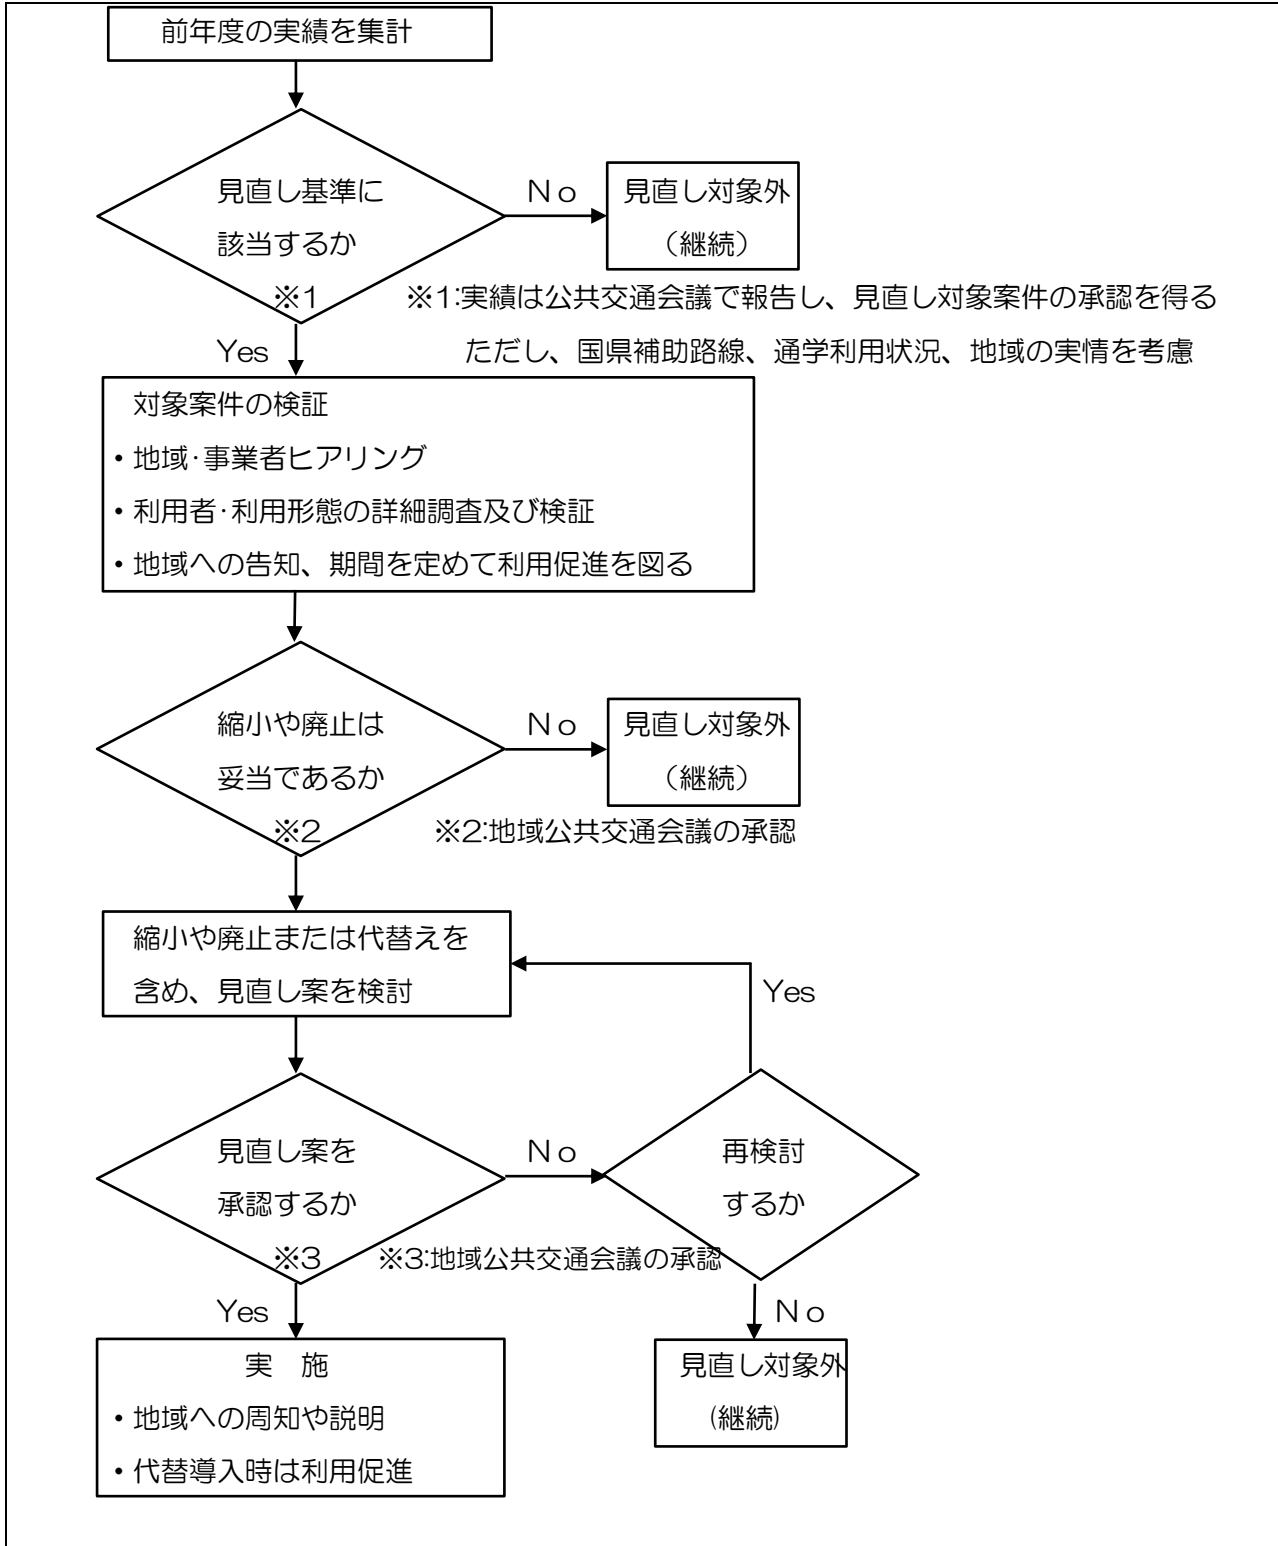 前年度の実績を集計
見直し基準に
該当するか
※1
No
見直し対象外
（継続）
※1:実績は公共交通会議で報告し、見直し対象案件の承認を得る
ただし、国県補助路線、通学利用状況、地域の実情を考慮
Yes
対象案件の検証
・地域･事業者ヒアリング
・利用者･利用形態の詳細調査及び検証
・地域への告知、期間を定めて利用促進を図る
縮小や廃止は
妥当であるか
※2
No
見直し対象外
（継続）
※2:地域公共交通会議の承認
縮小や廃止または代替えを
含め、見直し案を検討
Yes
見直し案を
承認するか
※3
No
再検討
するか
※3:地域公共交通会議の承認
Yes
No
実　施
・地域への周知や説明
・代替導入時は利用促進
見直し対象外
(継続)